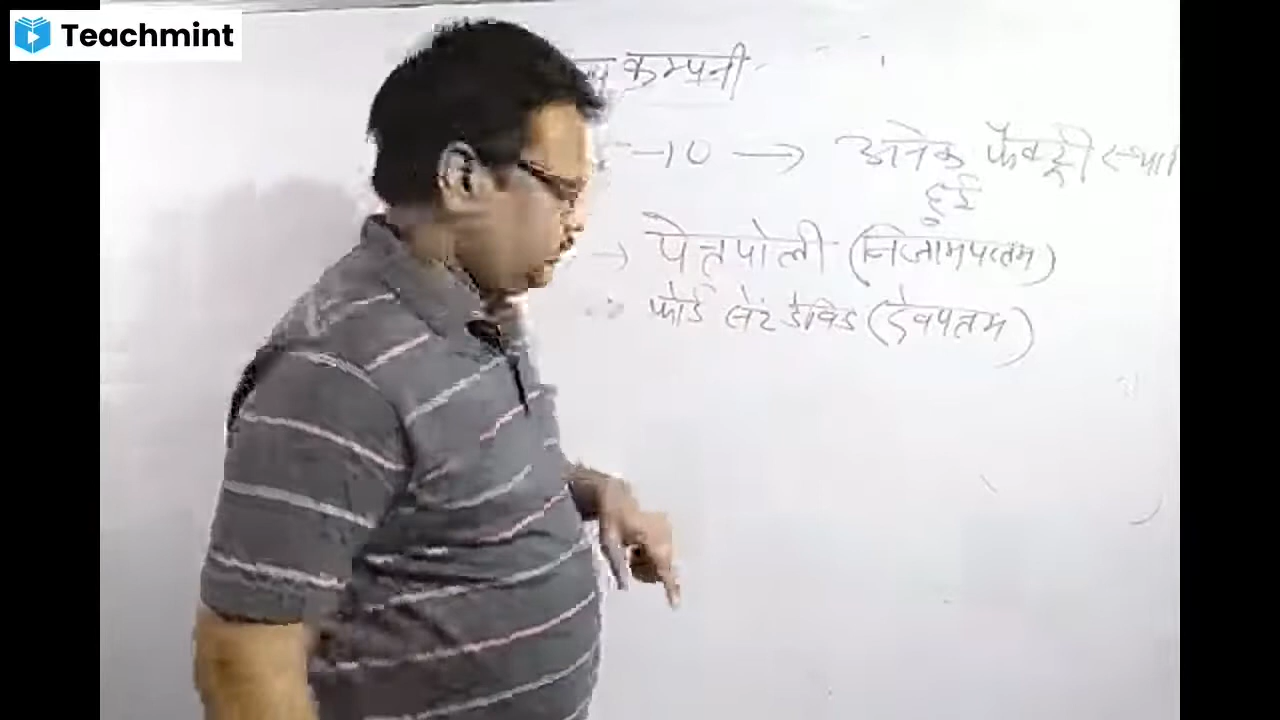 Teachmint
कम्पनी
10 → अनेक फैक्ट्री
हुई
→ पेत्तपोली (निजामपत्तम)
फोर्ड सेंट डेविड (देवपतम)